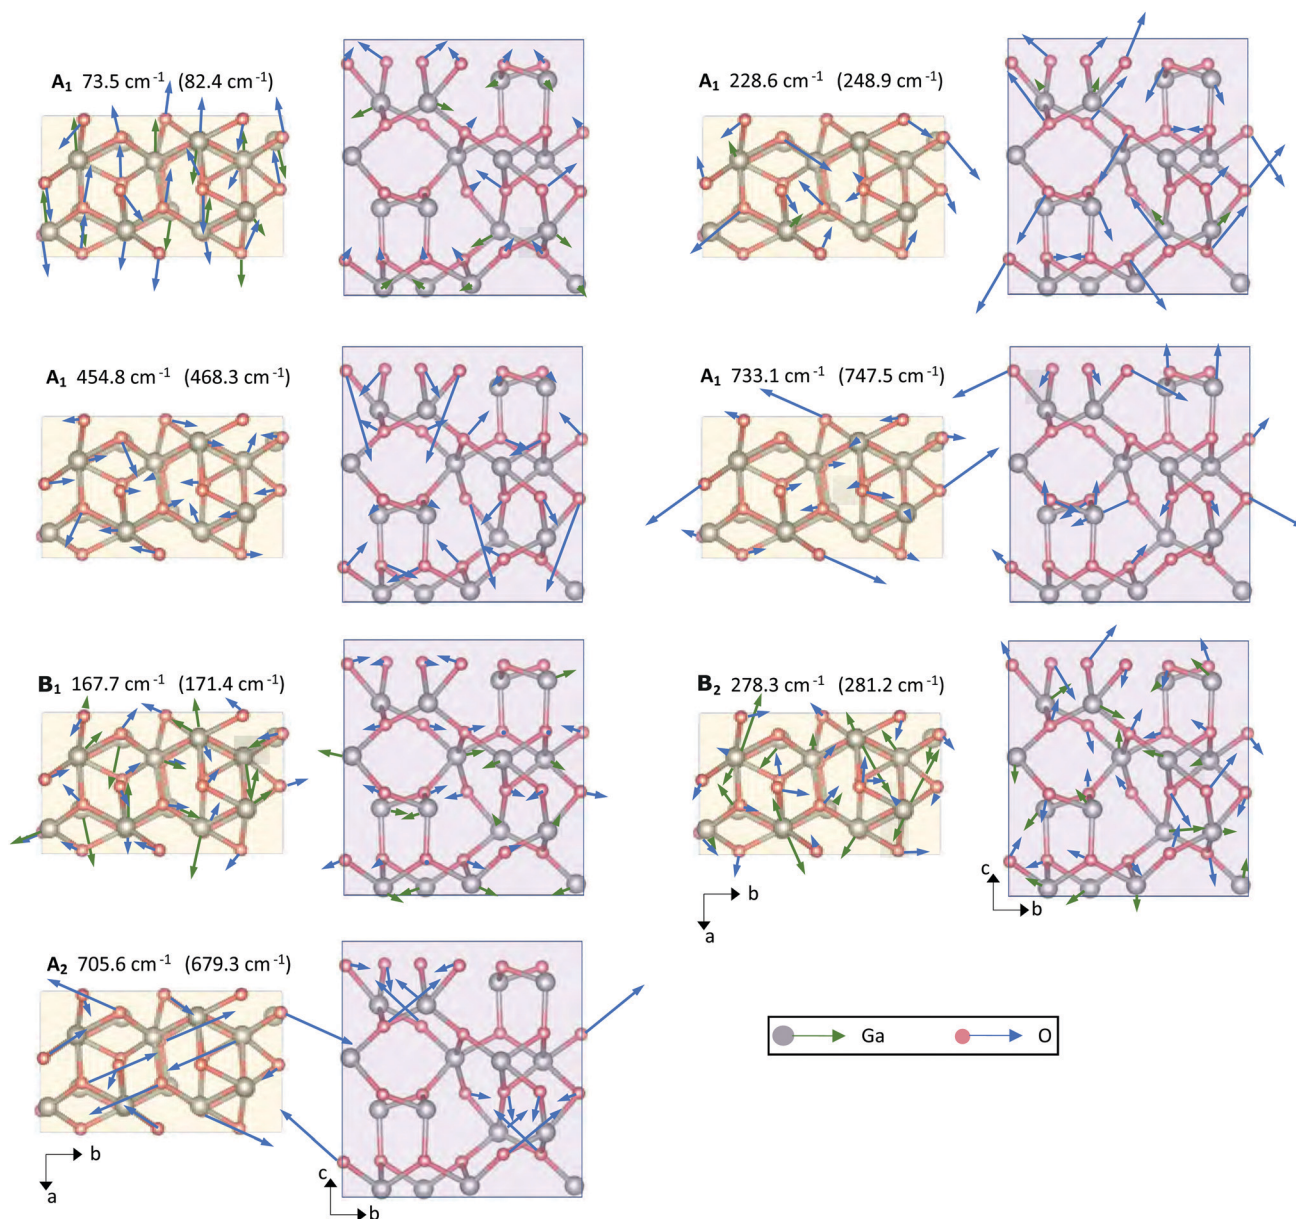 A₁ 73.5 cm⁻¹ (82.4 cm⁻¹)
A₁ 228.6 cm⁻¹ (248.9 cm⁻¹)
A₁ 454.8 cm⁻¹ (468.3 cm⁻¹)
A₁ 733.1 cm⁻¹ (747.5 cm⁻¹)
B₁ 167.7 cm⁻¹ (171.4 cm⁻¹)
B₂ 278.3 cm⁻¹ (281.2 cm⁻¹)
b
a
c
b
A₂ 705.6 cm⁻¹ (679.3 cm⁻¹)
Ga O
b
a
c
b